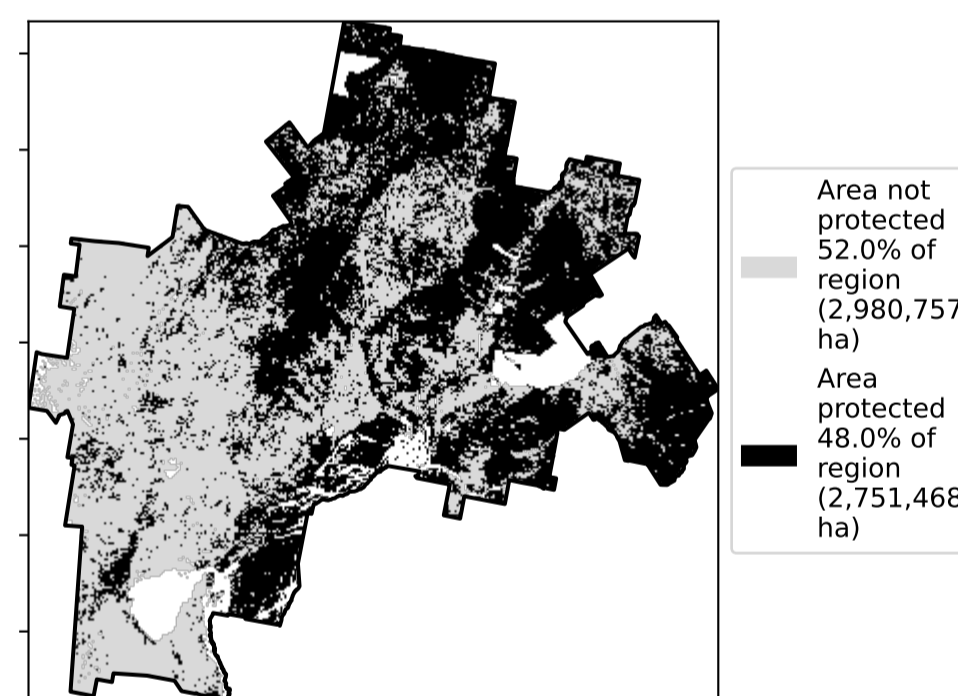 Area not
protected
52.0% of
region
(2,980,757
ha)
Area
protected
48.0% of
region
(2,751,468
ha)